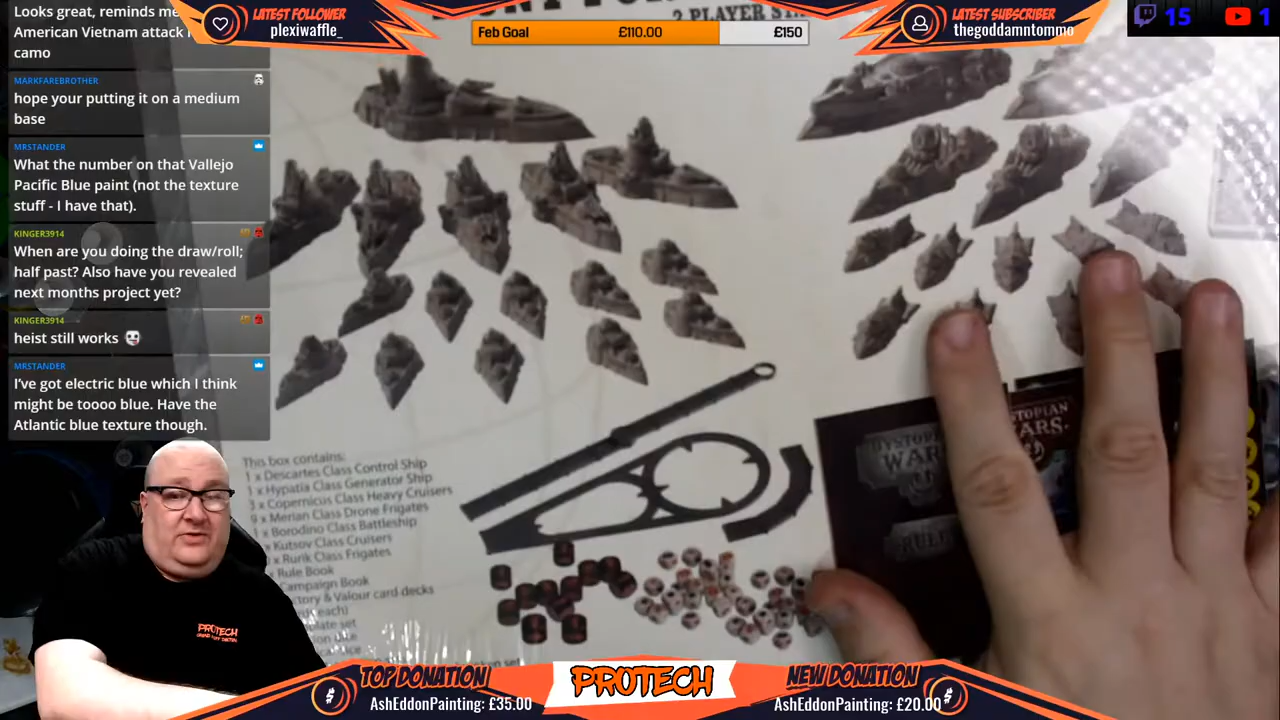 Looks great, reminds me
American Vietnam attack
camo
MARKFAREBROTHER
hope your putting it on a medium
base
MRSTANDER
What the number on that Vallejo
Pacific Blue paint (not the texture
stuff - I have that).
KINGER3914
When are you doing the draw/roll;
half past? Also have you revealed
next months project yet?
KINGER3914
heist still works
MRSTANDER
I've got electric blue which I think
might be toooo blue. Have the
Atlantic blue texture though.
LATEST FOLLOWER
plexiwaffle_
Feb Goal £110.00 £150
2 PLAYER
LATEST SUBSCRIBER
thegoddamntommo
15 1
This box contains:
1 x Descartes Class Control Ship
1 x Hypatia Class Generator Ship
3 x Copernicus Class Heavy Cruisers
9 x Merian Class Drone Frigates
x Borodino Class Battleship
x Kutsov Class Cruisers
x Rurik Class Frigates
x Rule Book
Campaign Book
& Valour card decks
each)
set
DYSTOPIAN
WARS
WARS
PROTECH
TOP DONATION
AshEddonPainting: £35.00
PROTECH
NEW DONATION
AshEddonPainting: £20.00